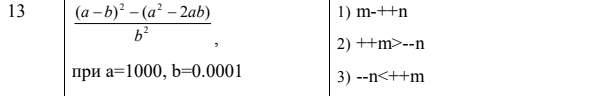 13
(a – b)² – (a² – 2ab)
b²
,
при a=1000, b=0.0001
1) m-++n
2) ++m>--n
3) --n<++m